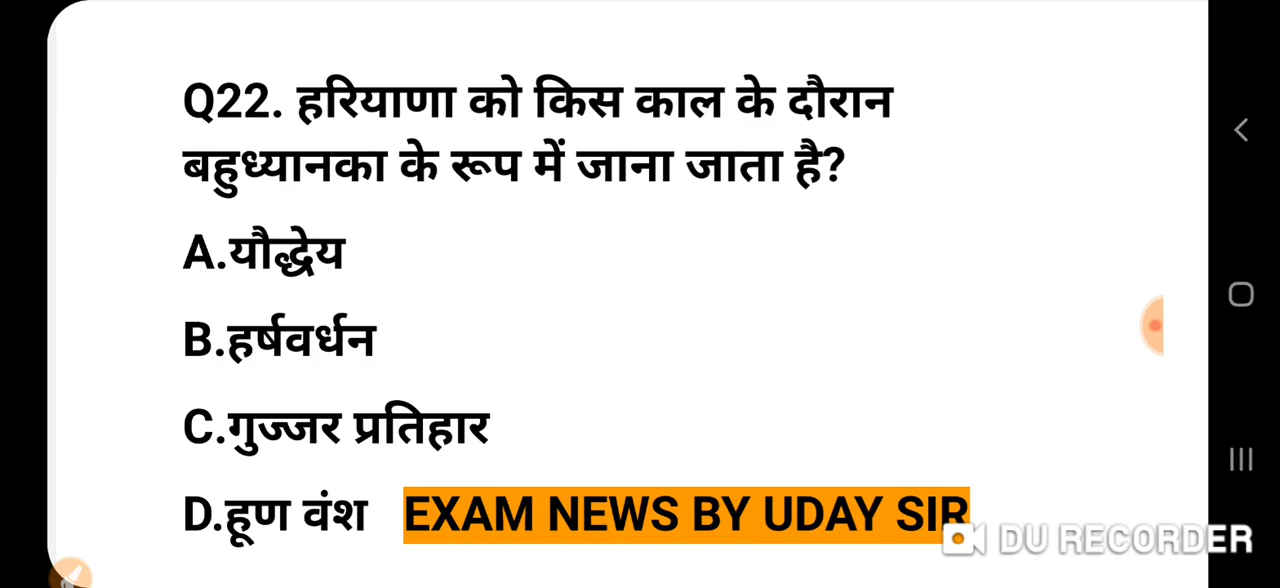 Q22. हरियाणा को किस काल के दौरान
बहुध्यानका के रूप में जाना जाता है?
A.यौद्धेय
B.हर्षवर्धन
C.गुज्जर प्रतिहार
D.हूण वंश EXAM NEWS BY UDAY SIR
DU RECORDER